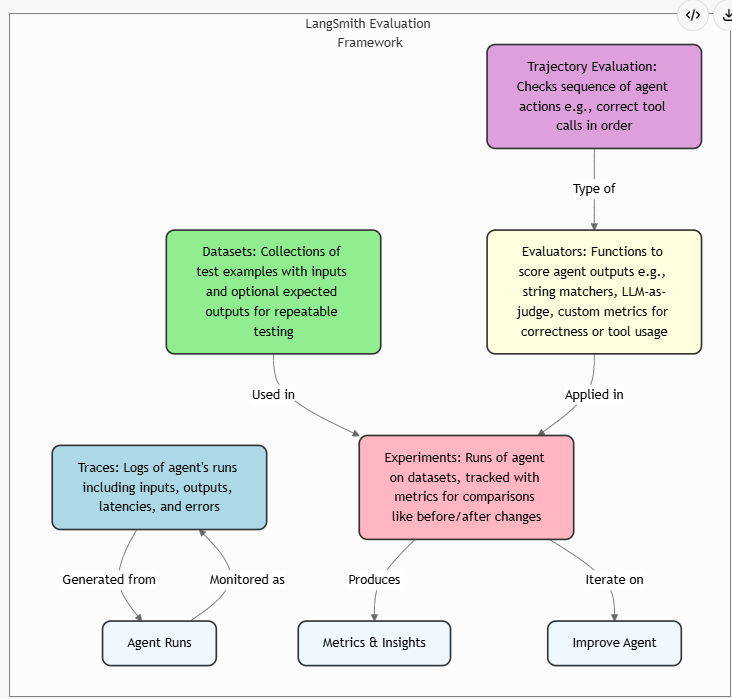 LangSmith Evaluation
Framework
Trajectory Evaluation:
Checks sequence of agent
actions e.g., correct tool
calls in order
Type of
Datasets: Collections of
test examples with inputs
and optional expected
outputs for repeatable
testing
Evaluators: Functions to
score agent outputs e.g.,
string matchers, LLM-as-
judge, custom metrics for
correctness or tool usage
Used in
Applied in
Traces: Logs of agent's runs
including inputs, outputs,
latencies, and errors
Experiments: Runs of agent
on datasets, tracked with
metrics for comparisons
like before/after changes
Generated from
Monitored as
Produces
Iterate on
Agent Runs
Metrics & Insights
Improve Agent